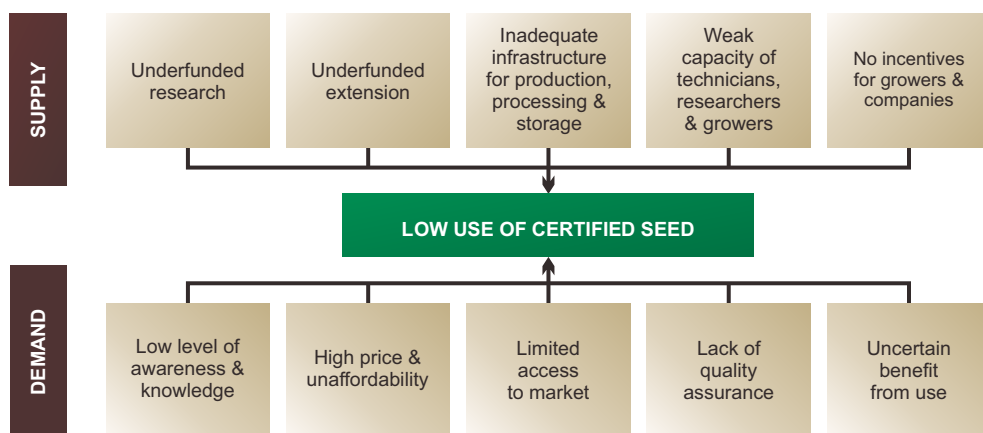 SUPPLY
Underfunded
research
Underfunded
extension
Inadequate
infrastructure
for production,
processing &
storage
Weak
capacity of
technicians,
researchers
& growers
No incentives
for growers &
companies
LOW USE OF CERTIFIED SEED
DEMAND
Low level of
awareness &
knowledge
High price &
unaffordability
Limited
access
to market
Lack of
quality
assurance
Uncertain
benefit
from use